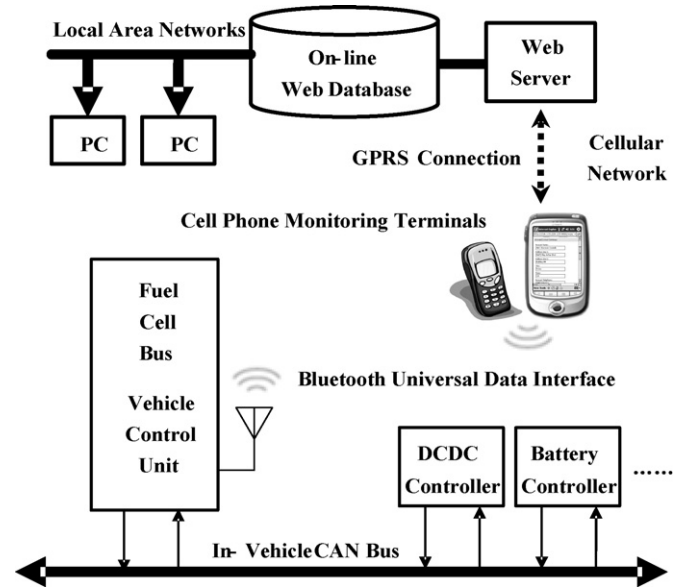 Local Area Networks
On-line
Web Database
Web
Server
PC
PC
GPRS Connection
Cellular
Network
Cell Phone Monitoring Terminals
Fuel
Cell
Bus
Vehicle
Control
Unit
Bluetooth Universal Data Interface
DCDC
Controller
Battery
Controller
......
In- Vehicle CAN Bus